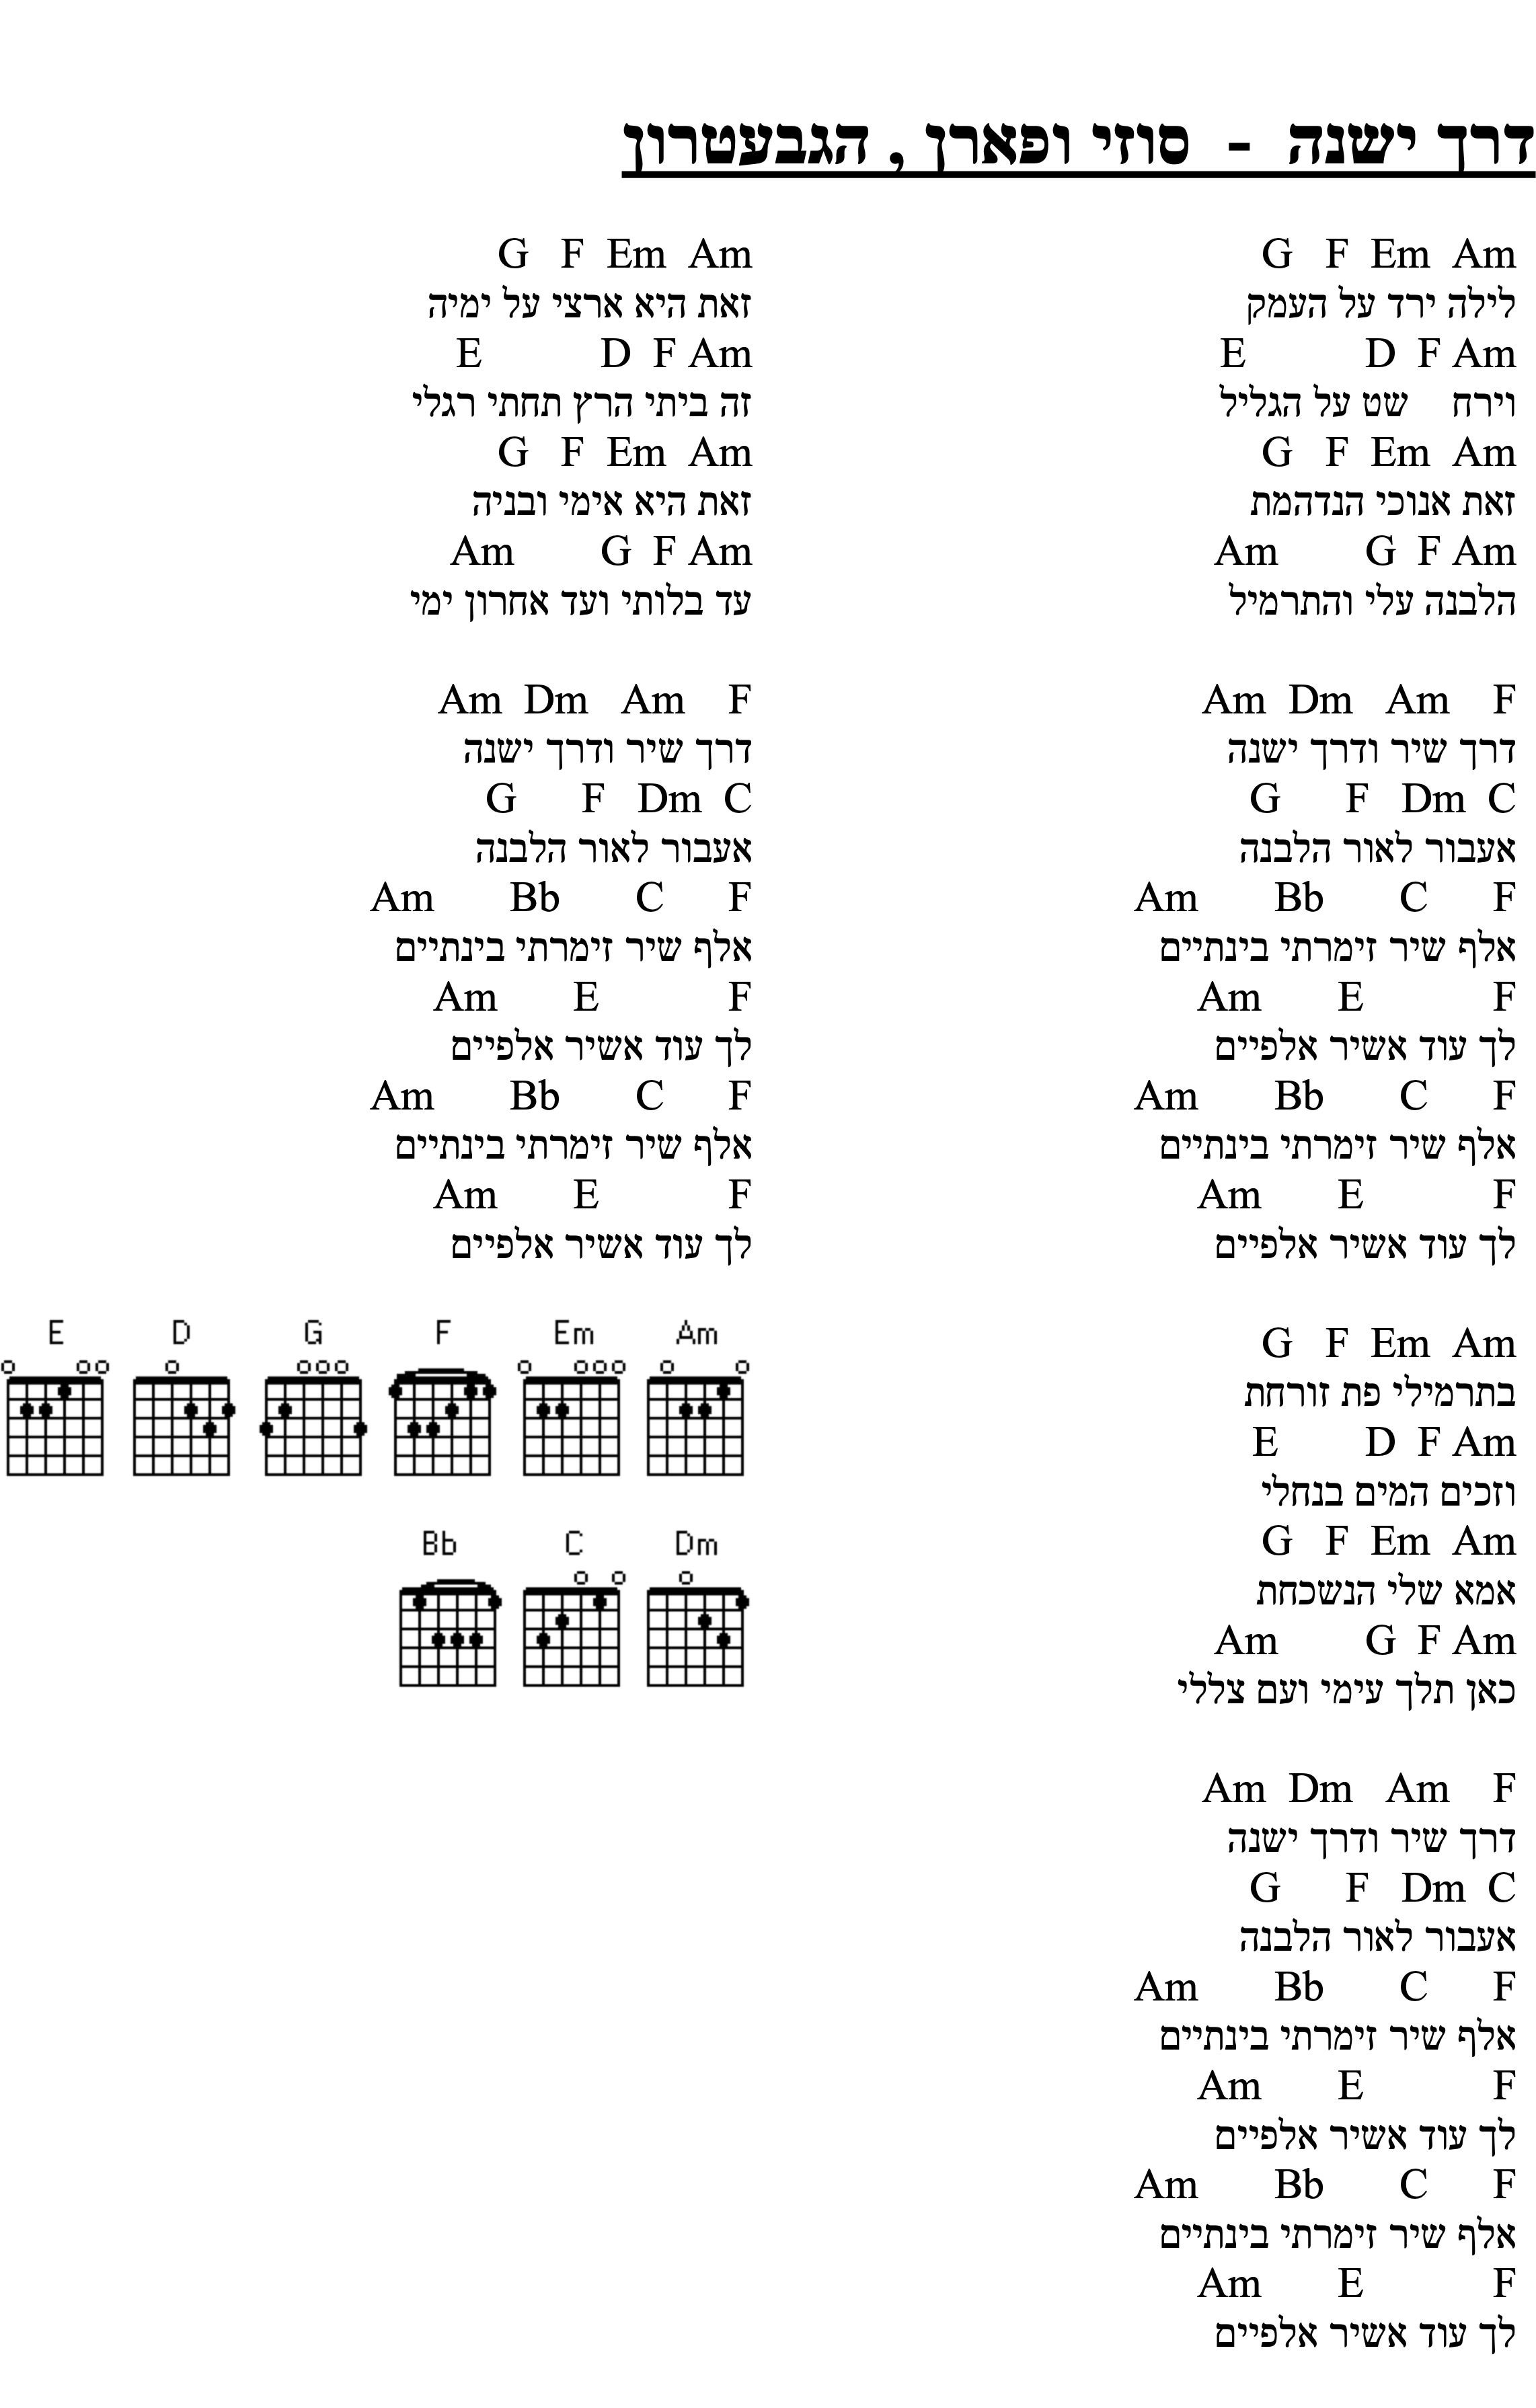 דרך ישנה - סוזי ופארן , הגבעטרון
G F Em Am
לילה ירד על העמק
E D F Am
וירח שט על הגליל
G F Em Am
זאת אנוכי הנדהמת
Am G F Am
הלבנה עלי והתרמיל
Am Dm Am F
דרך שיר ודרך ישנה
G F Dm C
אעבור לאור הלבנה
Am Bb C F
אלף שיר זימרתי בינתיים
Am E F
לך עוד אשיר אלפיים
Am Bb C F
אלף שיר זימרתי בינתיים
Am E F
לך עוד אשיר אלפיים
G F Em Am
בתרמילי פת זורחת
E D F Am
וזכים המים בנחלי
G F Em Am
אמא שלי הנשכחת
Am G F Am
כאן תלך עימי ועם צללי
Am Dm Am F
דרך שיר ודרך ישנה
G F Dm C
אעבור לאור הלבנה
Am Bb C F
אלף שיר זימרתי בינתיים
Am E F
לך עוד אשיר אלפיים
Am Bb C F
אלף שיר זימרתי בינתיים
Am E F
לך עוד אשיר אלפיים
G F Em Am
זאת היא ארצי על ימיה
E D F Am
זה ביתי הרץ תחתי רגלי
G F Em Am
זאת היא אימי ובניה
Am G F Am
עד בלותי ועד אחרון ימי
Am Dm Am F
דרך שיר ודרך ישנה
G F Dm C
אעבור לאור הלבנה
Am Bb C F
אלף שיר זימרתי בינתיים
Am E F
לך עוד אשיר אלפיים
Am Bb C F
אלף שיר זימרתי בינתיים
Am E F
לך עוד אשיר אלפיים
E D G F Em Am
Bb C Dm